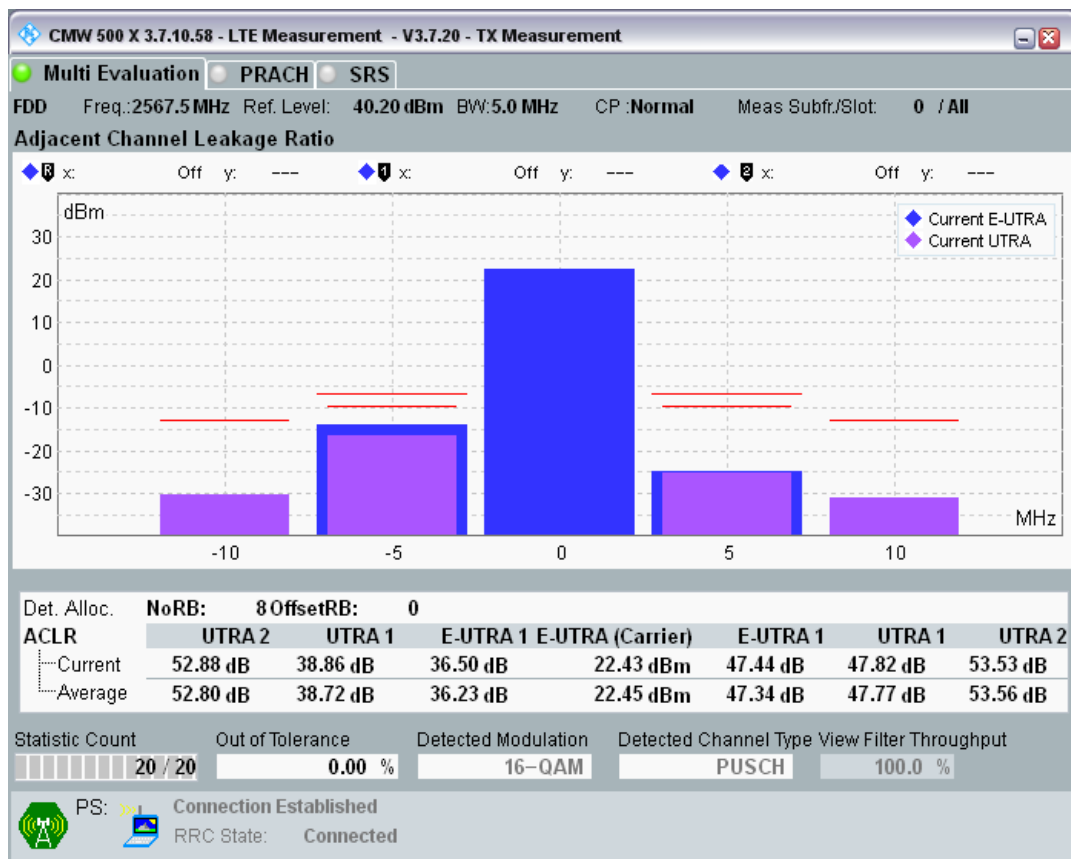 CMW 500 X 3.7.10.58 - LTE Measurement - V3.7.20 - TX Measurement
Multi Evaluation PRACH SRS
FDD Freq.:2567.5 MHz Ref. Level: 40.20 dBm BW:5.0 MHz CP :Normal Meas Subfr./Slot: 0 / All
Adjacent Channel Leakage Ratio
R x: Off y: --- 1 x: Off y: --- 2 x: Off y: ---
dBm
Current E-UTRA
Current UTRA
30
20
10
0
-10
-20
-30
MHz
-10 -5 0 5 10
Det. Alloc. NoRB: 8 OffsetRB: 0
ACLR UTRA 2 UTRA 1 E-UTRA 1 E-UTRA (Carrier) E-UTRA 1 UTRA 1 UTRA 2
Current 52.88 dB 38.86 dB 36.50 dB 22.43 dBm 47.44 dB 47.82 dB 53.53 dB
Average 52.80 dB 38.72 dB 36.23 dB 22.45 dBm 47.34 dB 47.77 dB 53.56 dB
Statistic Count Out of Tolerance Detected Modulation Detected Channel Type View Filter Throughput
20 / 20 0.00 % 16-QAM PUSCH 100.0 %
PS: Connection Established
RRC State: Connected